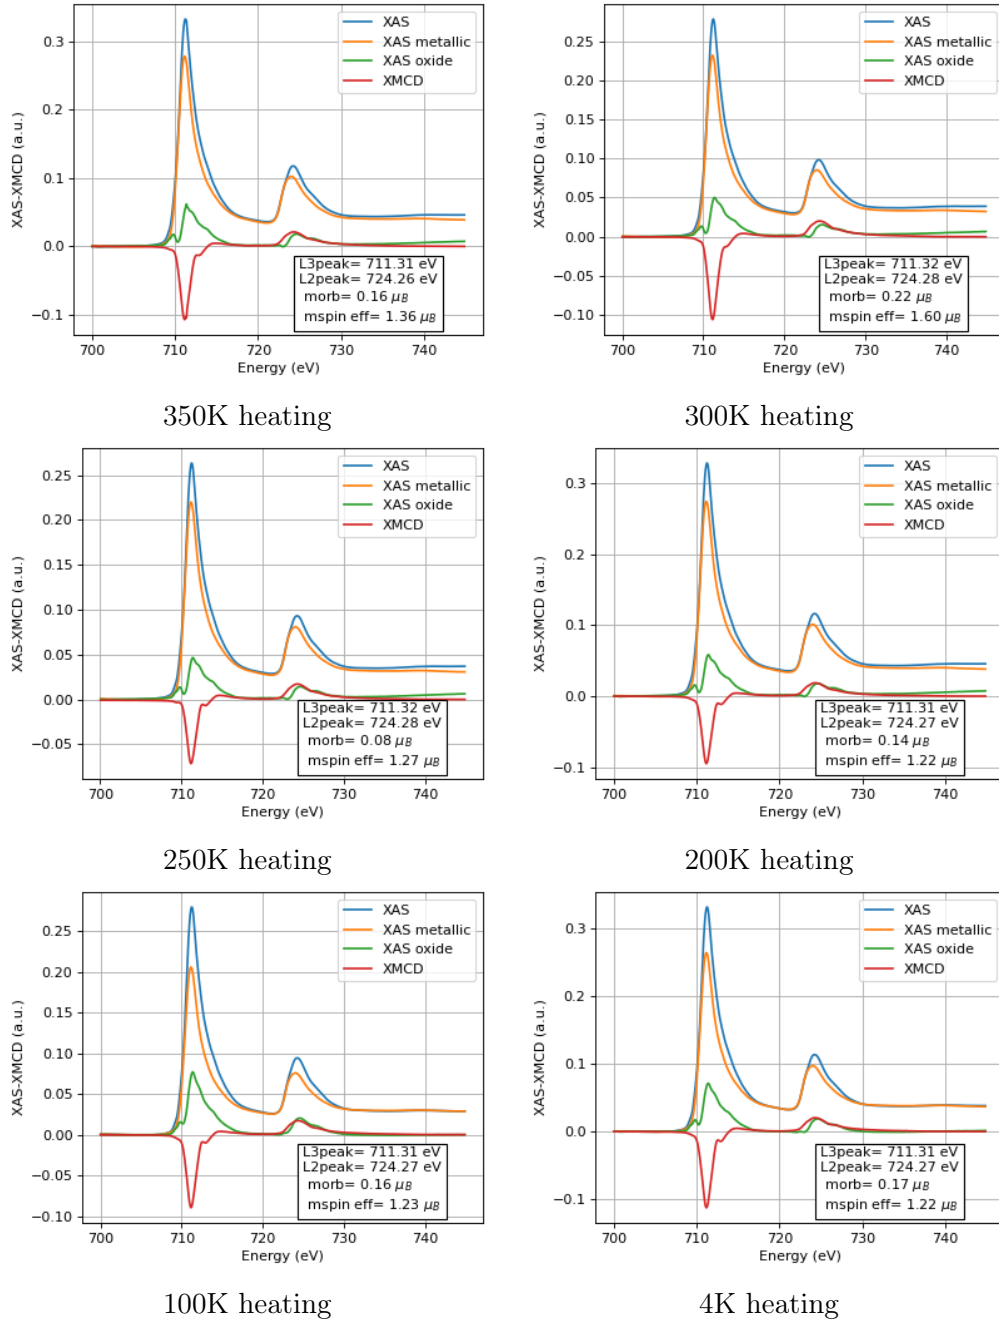 XAS
XAS metallic
XAS oxide
XMCD
0.3
0.2
0.1
0.0
−0.1
XAS-XMCD (a.u.)
L3peak= 711.31 eV
L2peak= 724.26 eV
morb= 0.16 μB
mspin eff= 1.36 μB
700 710 720 730 740
Energy (eV)
350K heating
XAS
XAS metallic
XAS oxide
XMCD
0.25
0.20
0.15
0.10
0.05
0.00
−0.05
−0.10
XAS-XMCD (a.u.)
L3peak= 711.32 eV
L2peak= 724.28 eV
morb= 0.22 μB
mspin eff= 1.60 μB
700 710 720 730 740
Energy (eV)
300K heating
XAS
XAS metallic
XAS oxide
XMCD
0.25
0.20
0.15
0.10
0.05
0.00
−0.05
XAS-XMCD (a.u.)
L3peak= 711.32 eV
L2peak= 724.28 eV
morb= 0.08 μB
mspin eff= 1.27 μB
700 710 720 730 740
Energy (eV)
250K heating
XAS
XAS metallic
XAS oxide
XMCD
0.3
0.2
0.1
0.0
−0.1
XAS-XMCD (a.u.)
L3peak= 711.31 eV
L2peak= 724.27 eV
morb= 0.14 μB
mspin eff= 1.22 μB
700 710 720 730 740
Energy (eV)
200K heating
XAS
XAS metallic
XAS oxide
XMCD
0.25
0.20
0.15
0.10
0.05
0.00
−0.05
−0.10
XAS-XMCD (a.u.)
L3peak= 711.31 eV
L2peak= 724.27 eV
morb= 0.16 μB
mspin eff= 1.23 μB
700 710 720 730 740
Energy (eV)
100K heating
XAS
XAS metallic
XAS oxide
XMCD
0.3
0.2
0.1
0.0
−0.1
XAS-XMCD (a.u.)
L3peak= 711.31 eV
L2peak= 724.27 eV
morb= 0.17 μB
mspin eff= 1.22 μB
700 710 720 730 740
Energy (eV)
4K heating